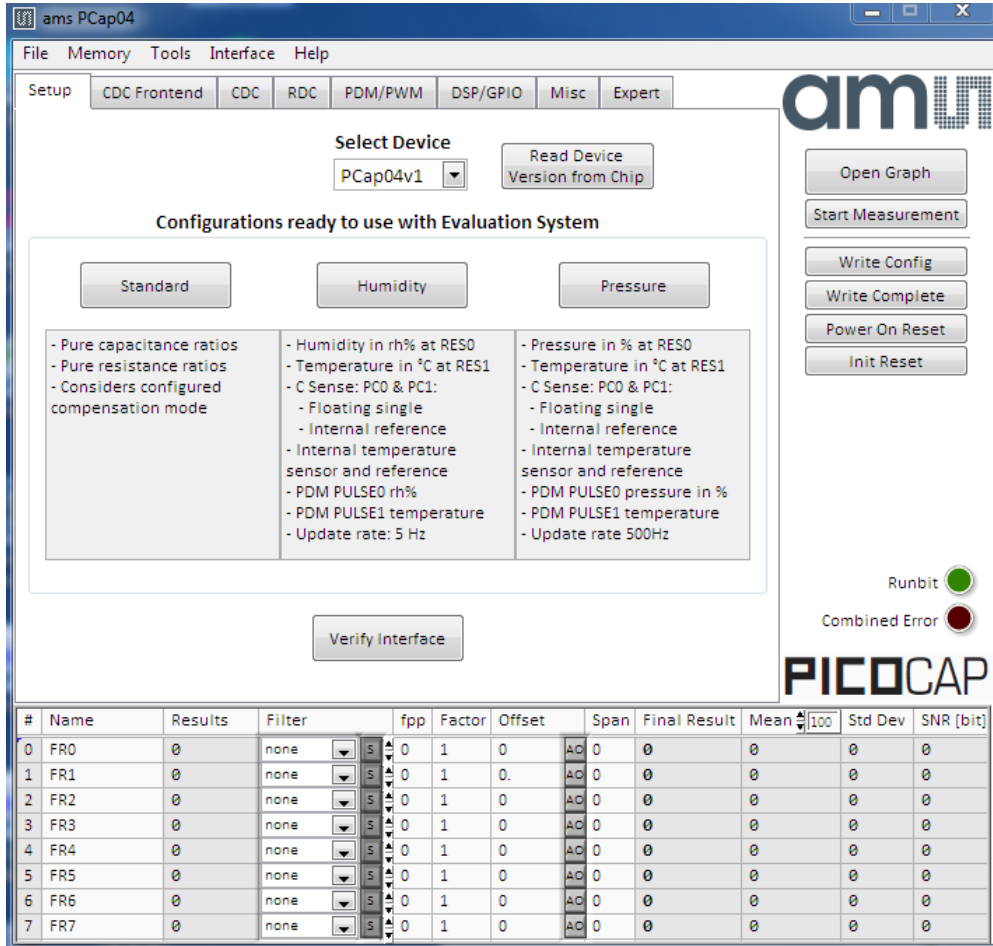 ams PCap04
File Memory Tools Interface Help
Setup CDC Frontend CDC RDC PDM/PWM DSP/GPIO Misc Expert
amu
Select Device
PCap04v1
Read Device
Version from Chip
Open Graph
Start Measurement
Configurations ready to use with Evaluation System
Write Config
Write Complete
Power On Reset
Init Reset
Standard
Humidity
Pressure
- Pure capacitance ratios
- Pure resistance ratios
- Considers configured
compensation mode
- Humidity in rh% at RES0
- Temperature in °C at RES1
- C Sense: PC0 & PC1:
- Floating single
- Internal reference
- Internal temperature
sensor and reference
- PDM PULSE0 rh%
- PDM PULSE1 temperature
- Update rate: 5 Hz
- Pressure in % at RES0
- Temperature in °C at RES1
- C Sense: PC0 & PC1:
- Floating single
- Internal reference
- Internal temperature
sensor and reference
- PDM PULSE0 pressure in %
- PDM PULSE1 temperature
- Update rate 500Hz
Runbit
Combined Error
Verify Interface
PICOCAP
# Name Results Filter fpp Factor Offset Span Final Result Mean 100 Std Dev SNR [bit]
0 FR0 0 none S 0 1 0 AO 0 0 0 0 0
1 FR1 0 none S 0 1 0. AO 0 0 0 0 0
2 FR2 0 none S 0 1 0 AO 0 0 0 0 0
3 FR3 0 none S 0 1 0 AO 0 0 0 0 0
4 FR4 0 none S 0 1 0 AO 0 0 0 0 0
5 FR5 0 none S 0 1 0 AO 0 0 0 0 0
6 FR6 0 none S 0 1 0 AO 0 0 0 0 0
7 FR7 0 none S 0 1 0 AO 0 0 0 0 0